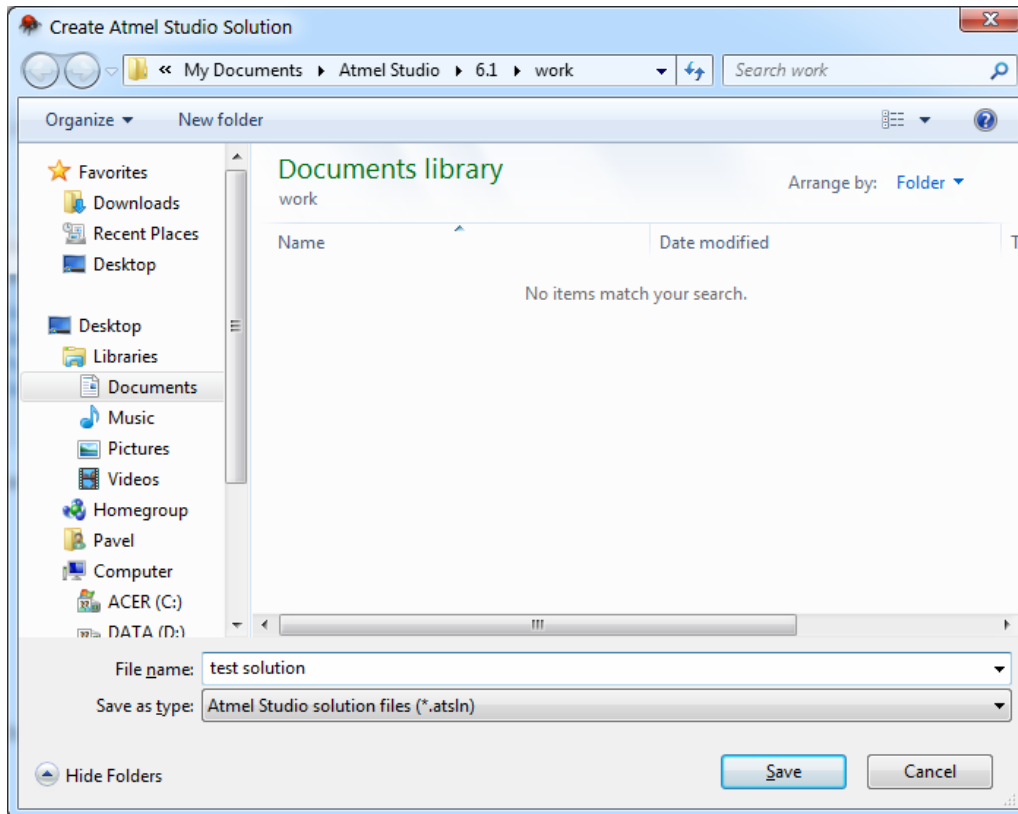 Create Atmel Studio Solution
« My Documents Atmel Studio 6.1 work Search work
Organize New folder
Favorites
Downloads
Recent Places
Desktop
Desktop
Libraries
Documents
Music
Pictures
Videos
Homegroup
Pavel
Computer
ACER (C:)
DATA (D:)
Documents library
work
Arrange by: Folder
Name Date modified T
No items match your search.
File name: test solution
Save as type: Atmel Studio solution files (*.atsln)
Hide Folders Save Cancel